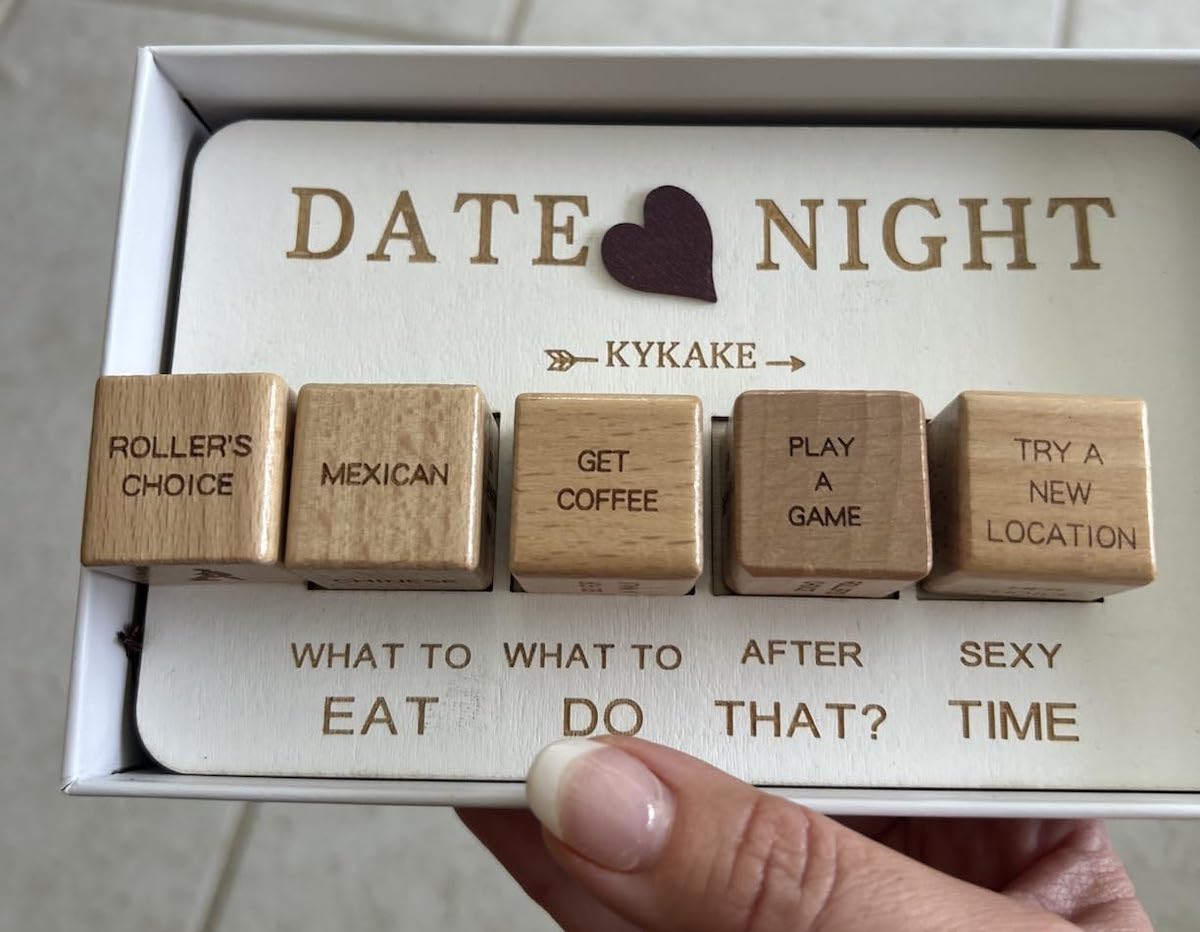 DATE NIGHT
KYKAKE
ROLLER'S
CHOICE
MEXICAN
CHINESE
GET
COFFEE
PLAY
A
GAME
TRY A
NEW
LOCATION
WHAT TO
EAT
WHAT TO
DO
AFTER
THAT?
SEXY
TIME